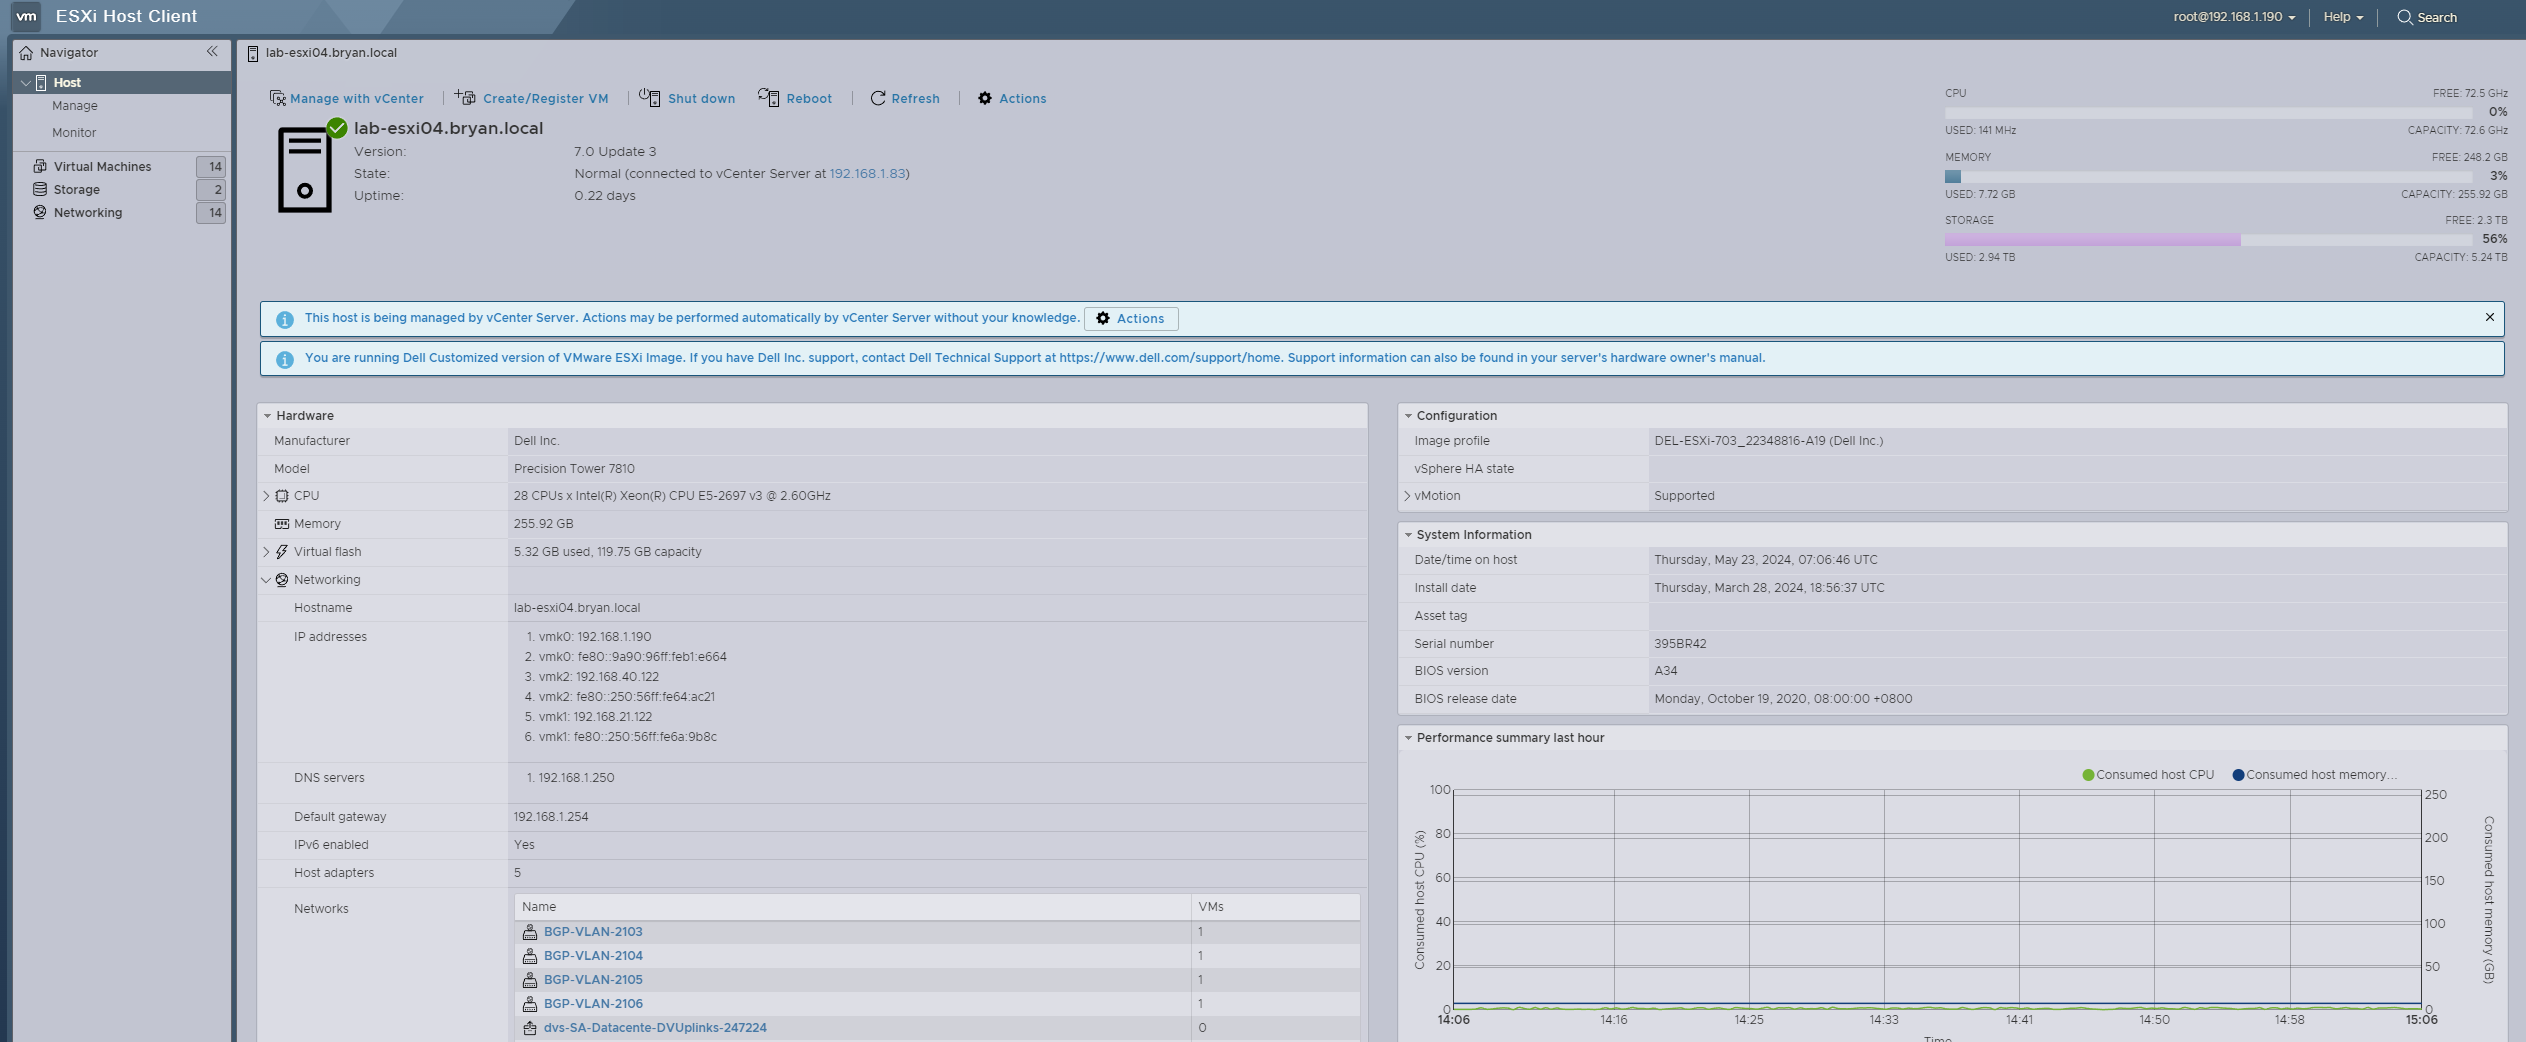 vm ESXi Host Client
root@192.168.1.190 Help Search
Navigator
Host
Manage
Monitor
Virtual Machines 14
Storage 2
Networking 14
lab-esxi04.bryan.local
Manage with vCenter Create/Register VM Shut down Reboot Refresh Actions
lab-esxi04.bryan.local
Version: 7.0 Update 3
State: Normal (connected to vCenter Server at 192.168.1.83)
Uptime: 0.22 days
CPU FREE: 72.5 GHz
0%
USED: 141 MHz CAPACITY: 72.6 GHz
MEMORY FREE: 248.2 GB
3%
USED: 7.72 GB CAPACITY: 255.92 GB
STORAGE FREE: 2.3 TB
56%
USED: 2.94 TB CAPACITY: 5.24 TB
This host is being managed by vCenter Server. Actions may be performed automatically by vCenter Server without your knowledge. Actions
You are running Dell Customized version of VMware ESXi Image. If you have Dell Inc. support, contact Dell Technical Support at https://www.dell.com/support/home. Support information can also be found in your server's hardware owner's manual.
Hardware
Manufacturer Dell Inc.
Model Precision Tower 7810
CPU 28 CPUs x Intel(R) Xeon(R) CPU E5-2697 v3 @ 2.60GHz
Memory 255.92 GB
Virtual flash 5.32 GB used, 119.75 GB capacity
Networking
Hostname lab-esxi04.bryan.local
IP addresses 1. vmk0: 192.168.1.190
2. vmk0: fe80::9a90:96ff:feb1:e664
3. vmk2: 192.168.40.122
4. vmk2: fe80::250:56ff:fe64:ac21
5. vmk1: 192.168.21.122
6. vmk1: fe80::250:56ff:fe6a:9b8c
DNS servers 1. 192.168.1.250
Default gateway 192.168.1.254
IPv6 enabled Yes
Host adapters 5
Networks Name VMs
BGP-VLAN-2103 1
BGP-VLAN-2104 1
BGP-VLAN-2105 1
BGP-VLAN-2106 1
dvs-SA-Datacente-DVUplinks-247224 0
Configuration
Image profile DEL-ESXi-703_22348816-A19 (Dell Inc.)
vSphere HA state
vMotion Supported
System Information
Date/time on host Thursday, May 23, 2024, 07:06:46 UTC
Install date Thursday, March 28, 2024, 18:56:37 UTC
Asset tag
Serial number 395BR42
BIOS version A34
BIOS release date Monday, October 19, 2020, 08:00:00 +0800
Performance summary last hour
Consumed host CPU Consumed host memory...
Consumed host CPU (%)
100
80
60
40
20
0
Consumed host memory (GB)
250
200
150
100
50
0
14:06 14:16 14:25 14:33 14:41 14:50 14:58 15:06
Time